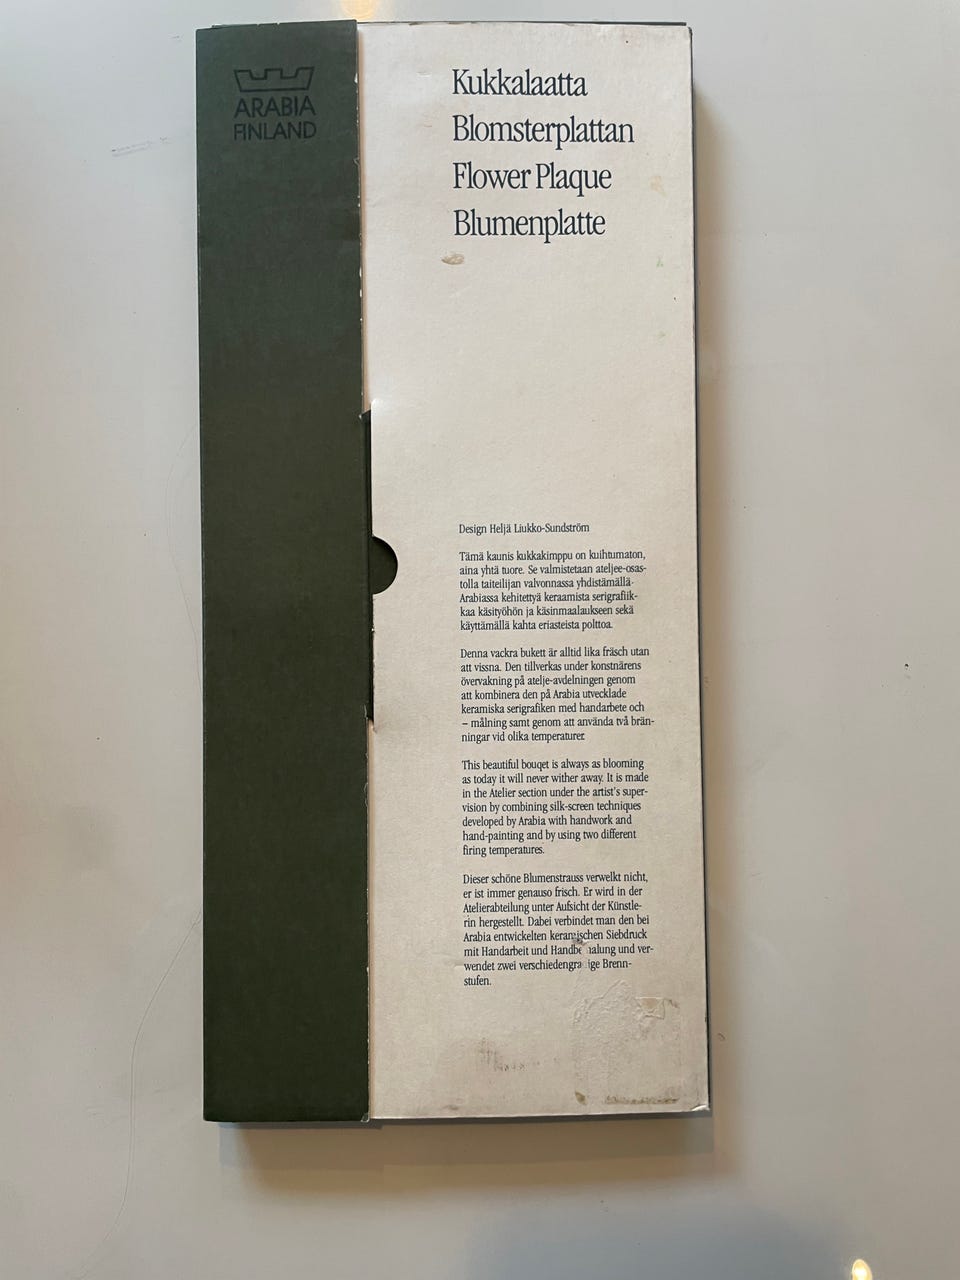 ARABIA
FINLAND
Kukkalaatta
Blomsterplattan
Flower Plaque
Blumenplatte
Design Heljä Liukko-Sundström
Tämä kaunis kukkakimppu on kuihtumaton,
aina yhtä tuore. Se valmistetaan ateljee-osas-
tolla taiteilijan valvonnassa yhdistämällä
Arabiassa kehitettyä keraamista serigrafiik-
kaa käsityöhön ja käsinmaalaukseen sekä
käyttämällä kahta eriasteista polttoa.
Denna vackra bukett är alltid lika fräsch utan
att vissna. Den tillverkas under konstnärens
övervakning på atelje-avdelningen genom
att kombinera den på Arabia utvecklade
keramiska serigrafiken med handarbete och
– målning samt genom att använda två brän-
ningar vid olika temperaturer.
This beautiful bouqet is always as blooming
as today it will never wither away. It is made
in the Atelier section under the artist's super-
vision by combining silk-screen techniques
developed by Arabia with handwork and
hand-painting and by using two different
firing temperatures.
Dieser schöne Blumenstrauss verwelkt nicht,
er ist immer genauso frisch. Er wird in der
Atelierabteilung unter Aufsicht der Künstle-
rin hergestellt. Dabei verbindet man den bei
Arabia entwickelten keramischen Siebdruck
mit Handarbeit und Handbemalung und ver-
wendet zwei verschiedengradige Brenn-
stufen.